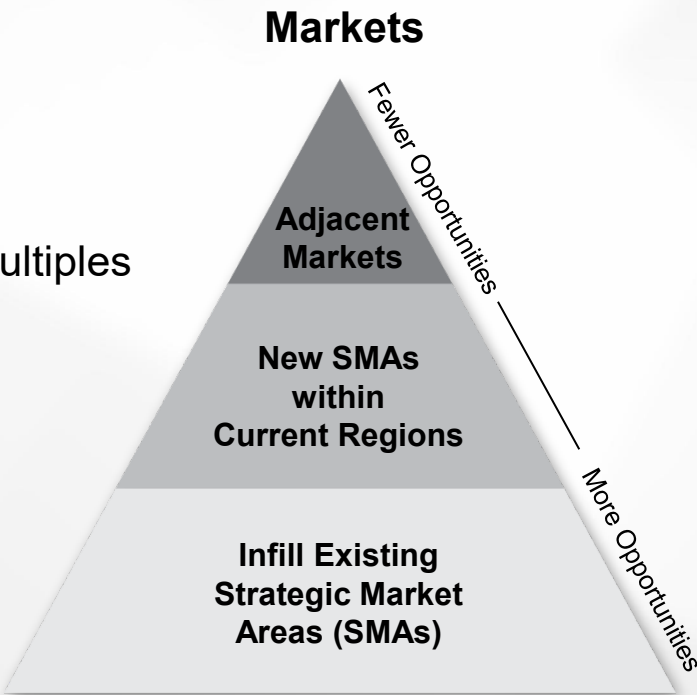 Markets
Fewer Opportunities
ultiples
Adjacent
Markets
New SMAs
within
Current Regions
More Opportunities
Infill Existing
Strategic Market
Areas (SMAs)